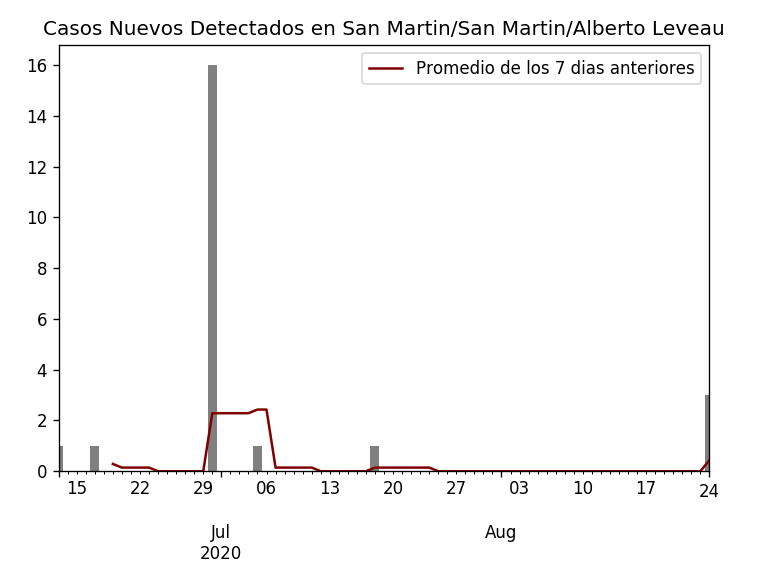 Casos Nuevos Detectados en San Martin/San Martin/Alberto Leveau
Promedio de los 7 dias anteriores
16
14
12
10
8
6
4
2
0
15 22 29 06 13 20 27 03 10 17 24
Jul Aug
2020